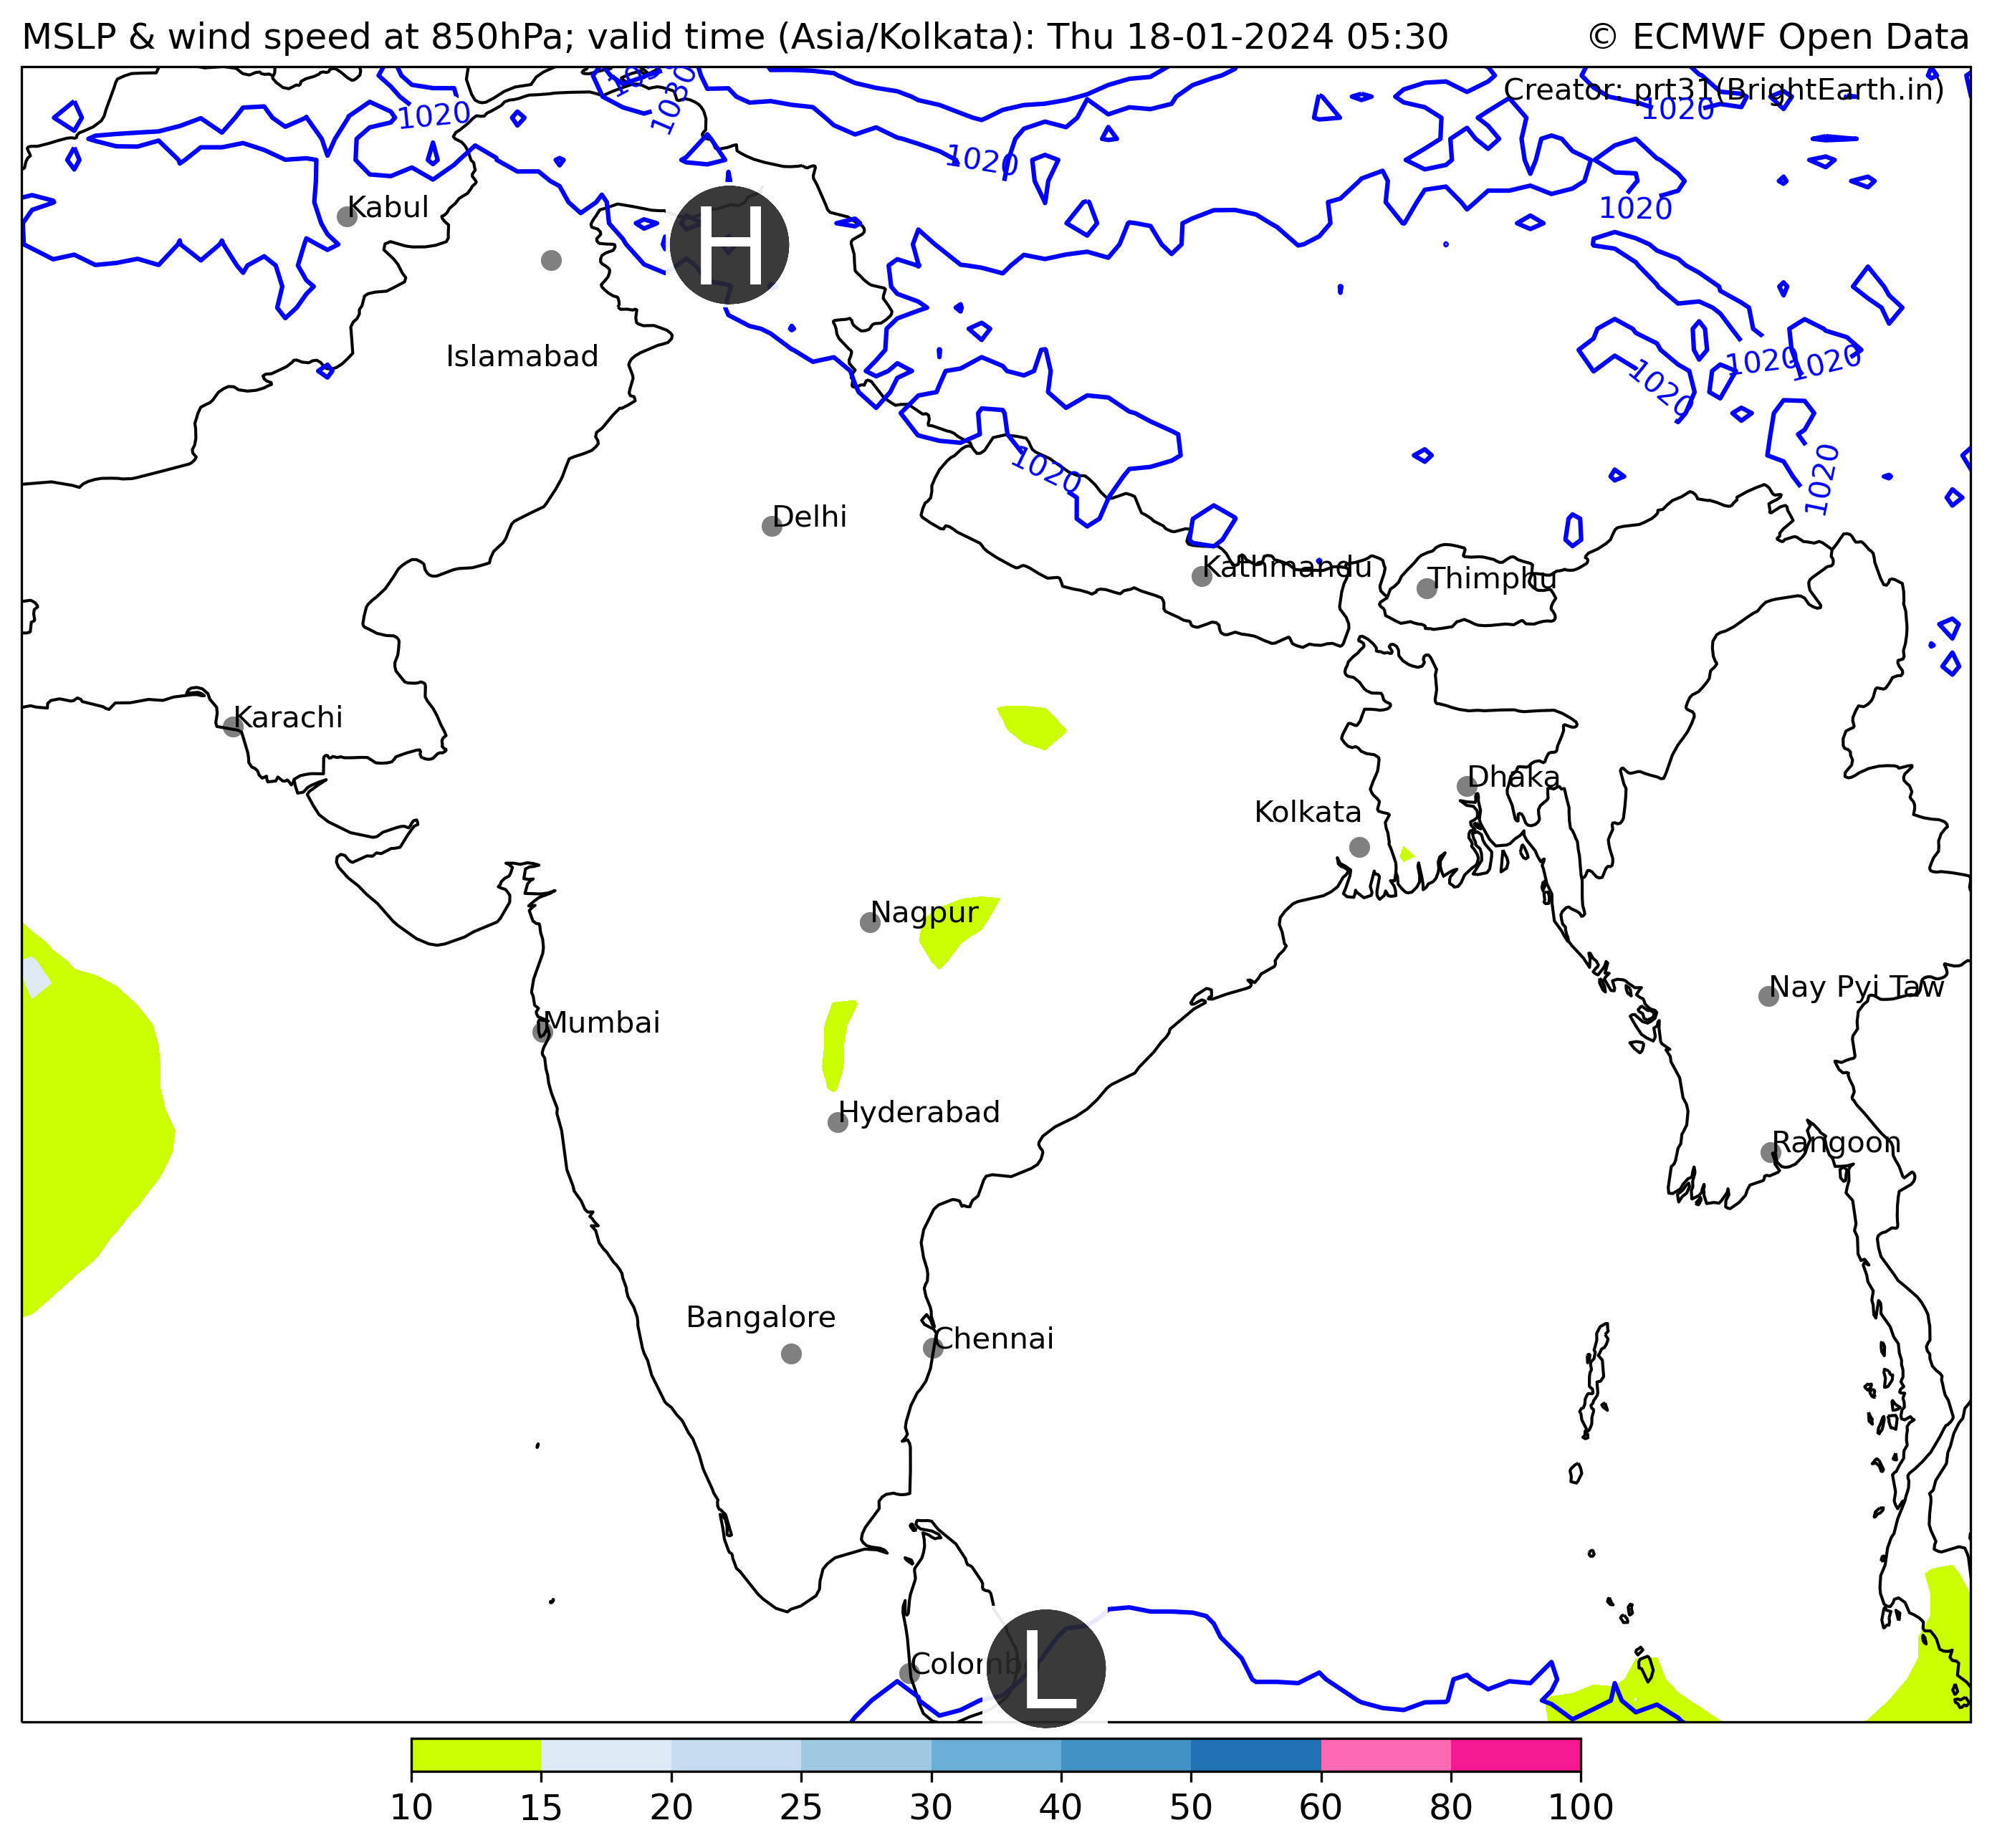 MSLP & wind speed at 850hPa; valid time (Asia/Kolkata): Thu 18-01-2024 05:30
© ECMWF Open Data
Creator: prt31(BrightEarth.in)
1030
1020
1020
1020
1020
Kabul
H
Islamabad
1020
1020
1020
1020
1020
Delhi
Kathmandu
Thimphu
Karachi
Dhaka
Kolkata
Nagpur
Nay Pyi Taw
Mumbai
Hyderabad
Rangoon
Bangalore
Chennai
Colombo
L
10 15 20 25 30 40 50 60 80 100